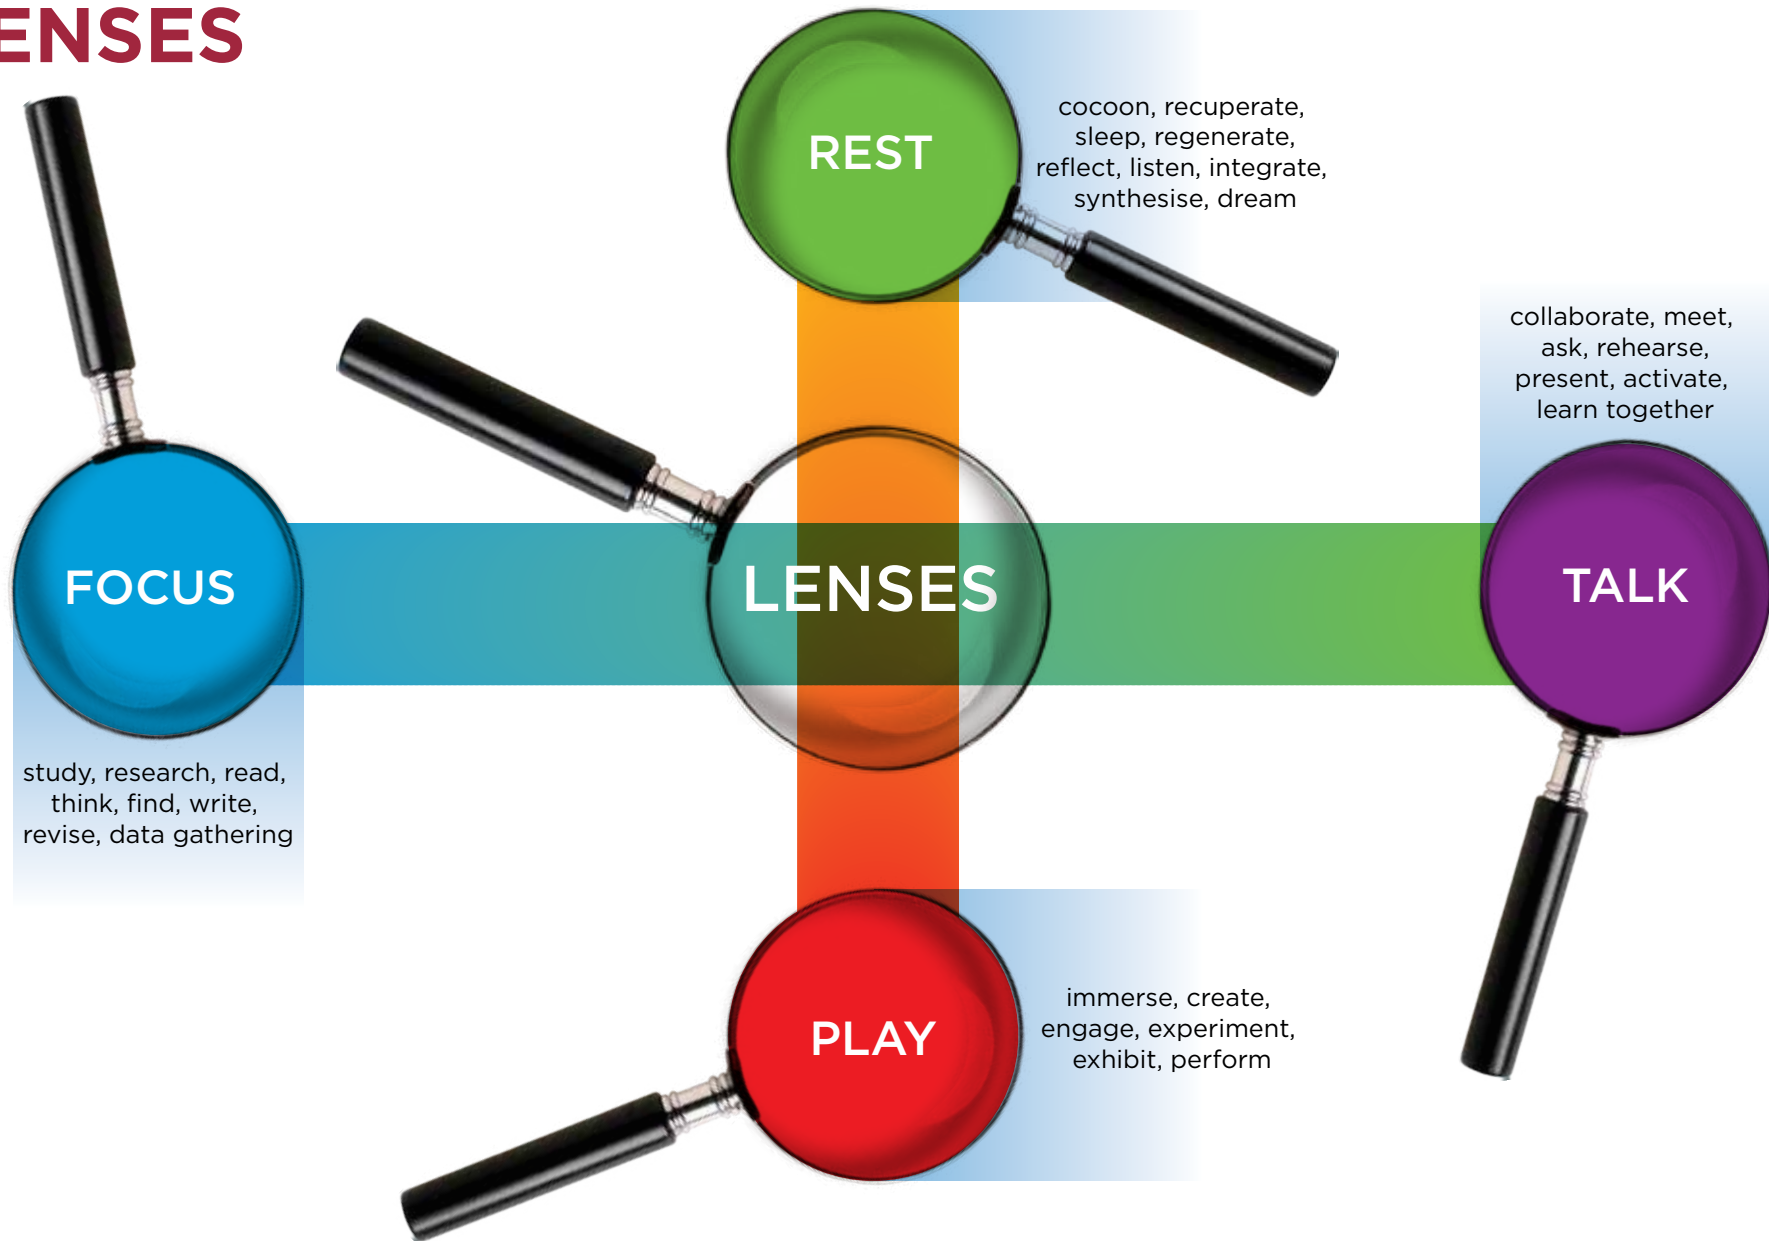 ENSES
REST
cocoon, recuperate,
sleep, regenerate,
reflect, listen, integrate,
synthesise, dream
collaborate, meet,
ask, rehearse,
present, activate,
learn together
FOCUS
LENSES
TALK
study, research, read,
think, find, write,
revise, data gathering
PLAY
immerse, create,
engage, experiment,
exhibit, perform